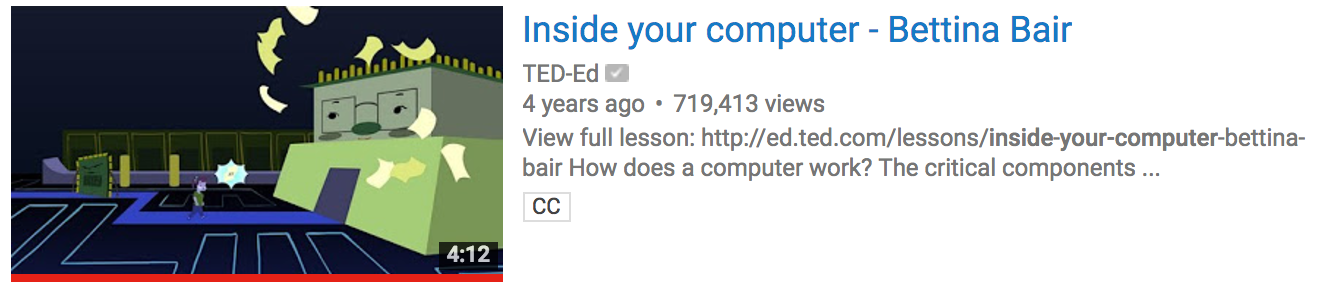 Inside your computer - Bettina Bair
TED-Ed
4 years ago • 719,413 views
View full lesson: http://ed.ted.com/lessons/inside-your-computer-bettina-
bair How does a computer work? The critical components ...
CC
4:12